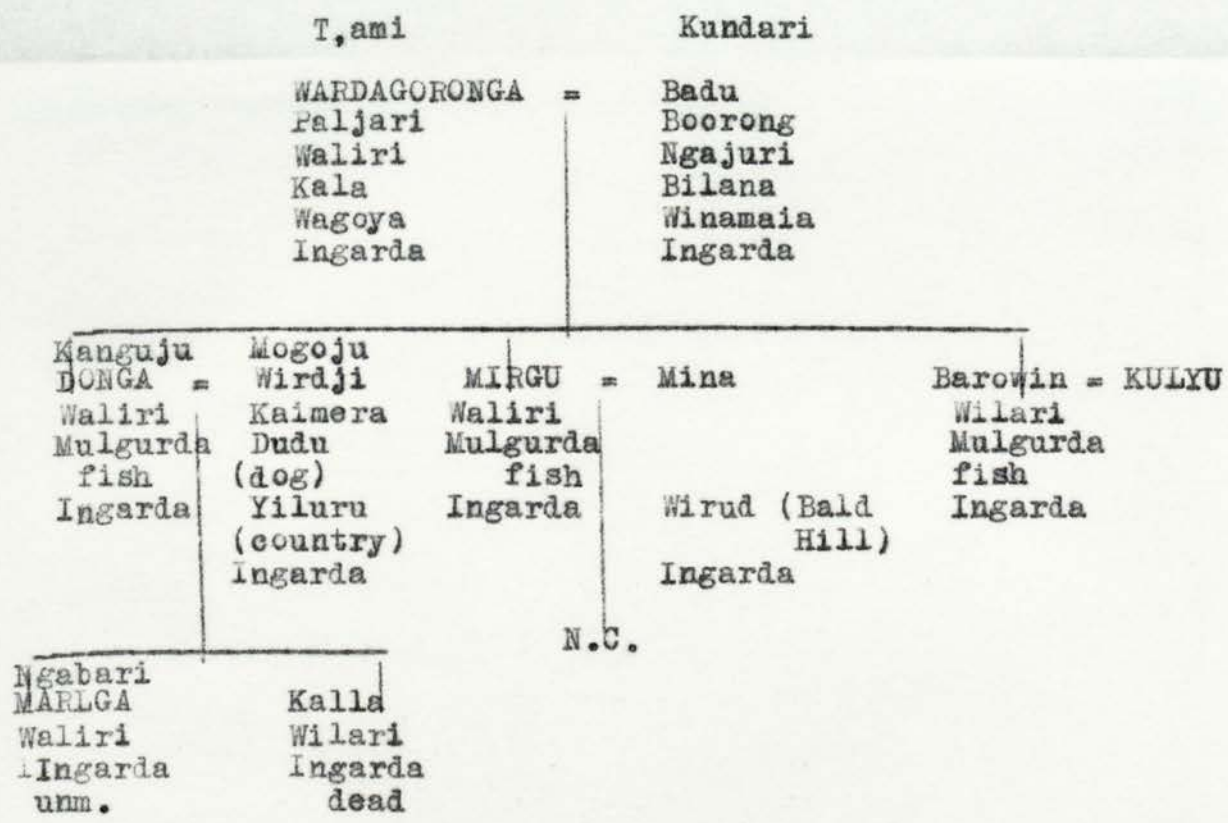 T,ami Kundari
WARDAGORONGA = Badu
Paljari Boorong
Waliri Ngajuri
Kala Bilana
Wagoya Winamaia
Ingarda Ingarda
Kanguju Mogoju
DONGA = Wirdji MIRGU = Mina Barowin = KULYU
Waliri Kaimera Waliri Wilari
Mulgurda Dudu Mulgurda Mulgurda
fish (dog) fish fish
Ingarda Yiluru Ingarda Wirud (Bald Ingarda
(country) Hill)
Ingarda Ingarda
N.C.
Ngabari
MARLGA Kalla
Waliri Wilari
Ingarda Ingarda
unm. dead